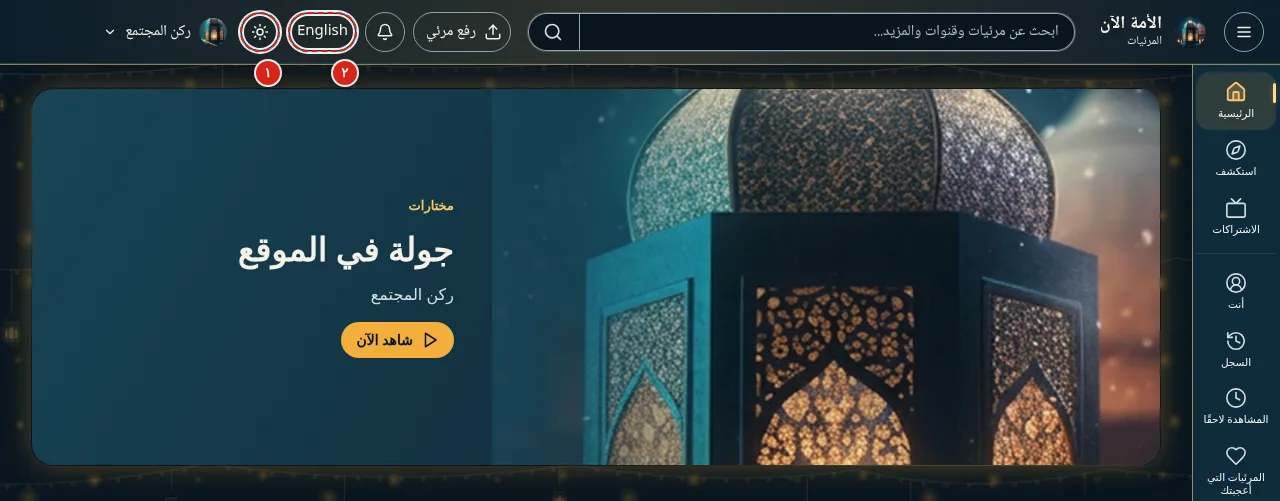 الأمة الآن
المرئيات
ابحث عن مرئيات وقنوات والمزيد...
رفع مرئي
English
ركن المجتمع
٢
١
الرئيسية
استكشف
الاشتراكات
أنت
السجل
المشاهدة لاحقًا
المرئيات التي
أعجبتك
مختارات
جولة في الموقع
ركن المجتمع
شاهد الآن